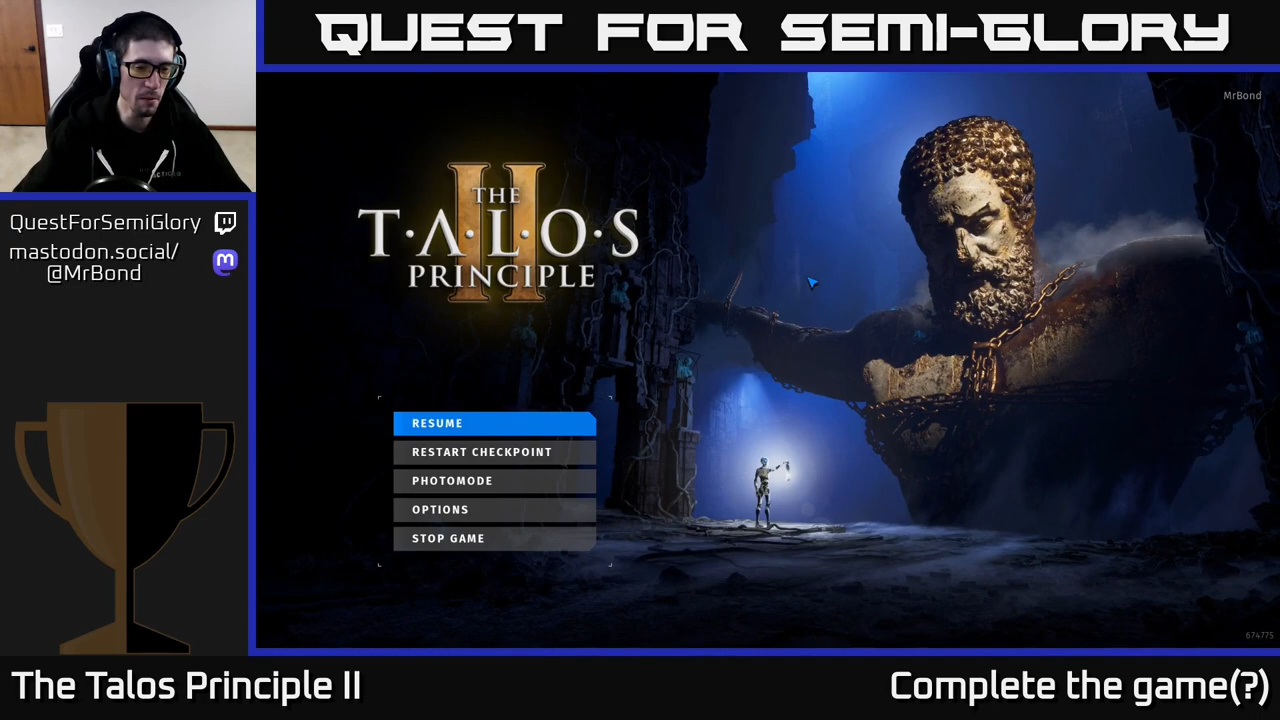 QUEST FOR SEMI-GLORY
QuestForSemiGlory
mastodon.social/
@MrBond
MrBond
II
THE
T·A·L·O·S
PRINCIPLE
RESUME
RESTART CHECKPOINT
PHOTOMODE
OPTIONS
STOP GAME
674775
The Talos Principle II
Complete the game(?)